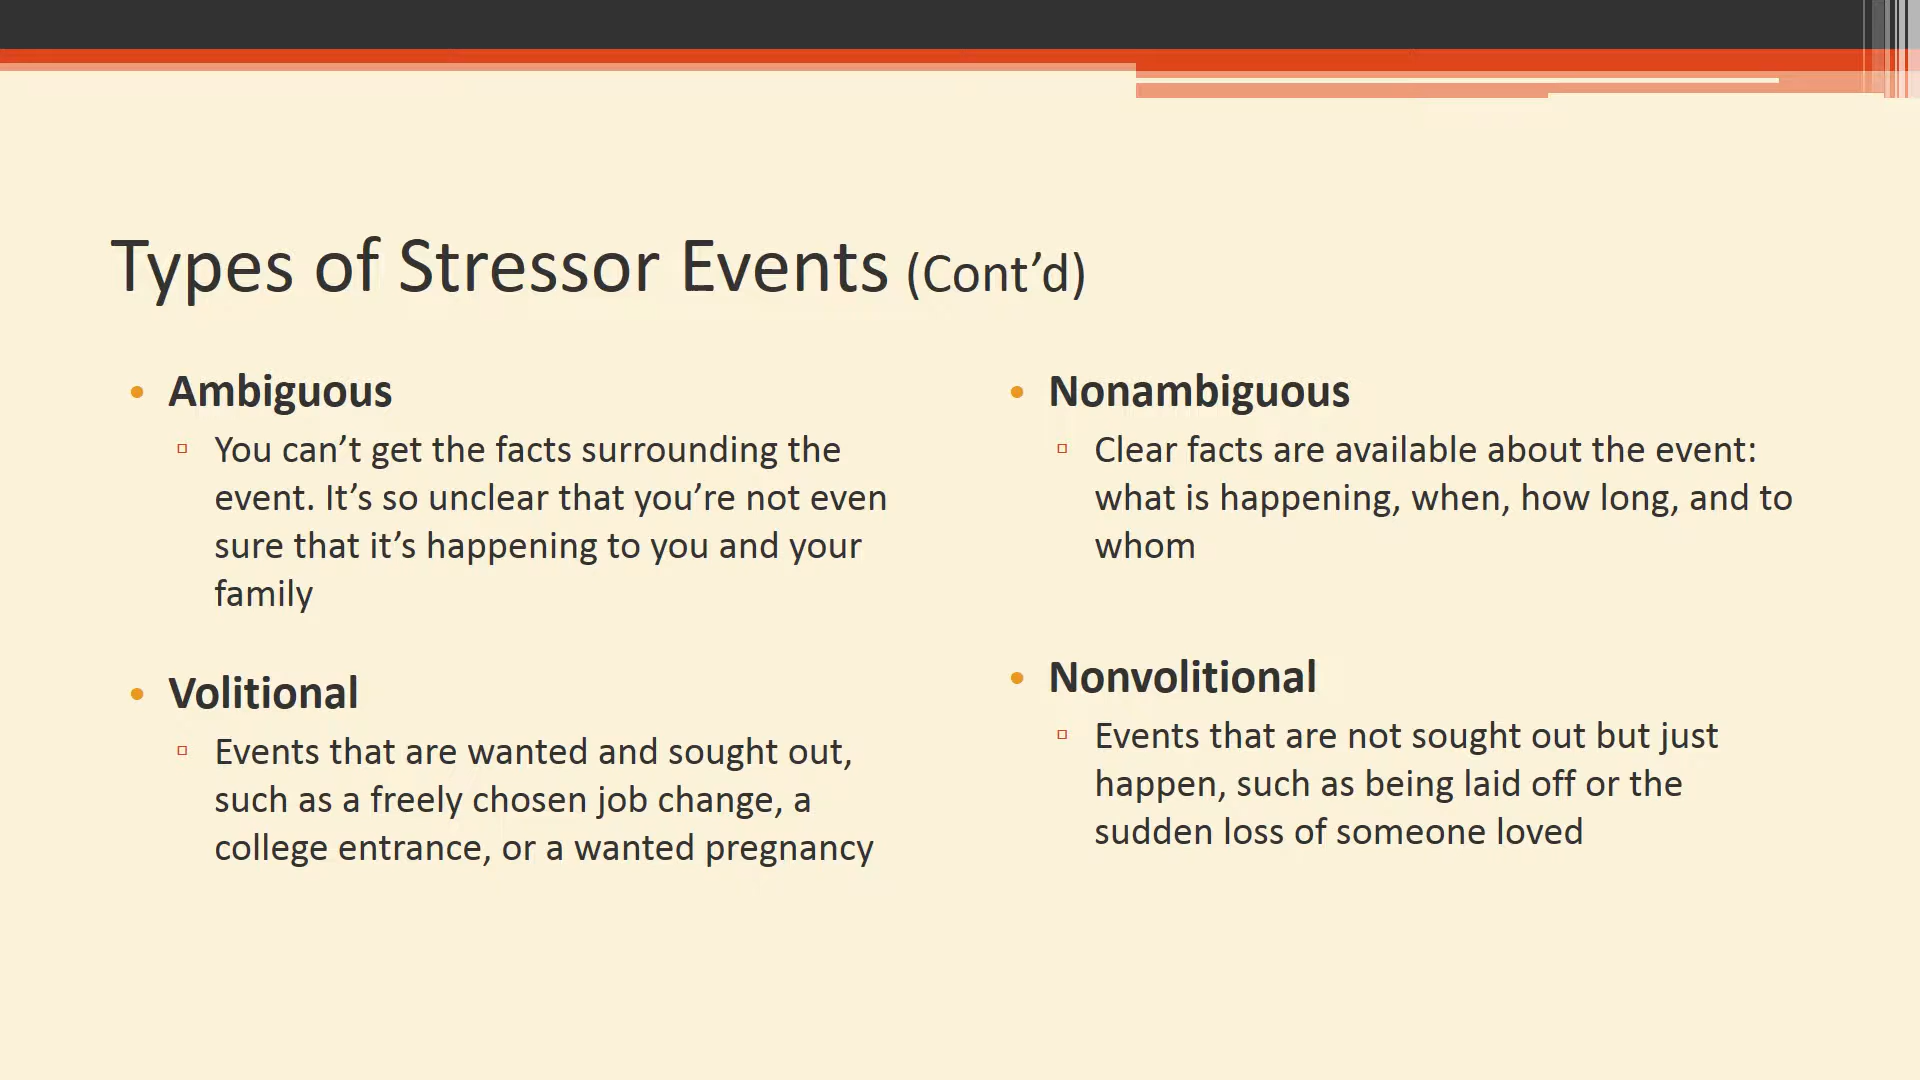 Types of Stressor Events (Cont’d)
• Ambiguous
▫ You can’t get the facts surrounding the
event. It’s so unclear that you’re not even
sure that it’s happening to you and your
family
• Volitional
▫ Events that are wanted and sought out,
such as a freely chosen job change, a
college entrance, or a wanted pregnancy
• Nonambiguous
▫ Clear facts are available about the event:
what is happening, when, how long, and to
whom
• Nonvolitional
▫ Events that are not sought out but just
happen, such as being laid off or the
sudden loss of someone loved